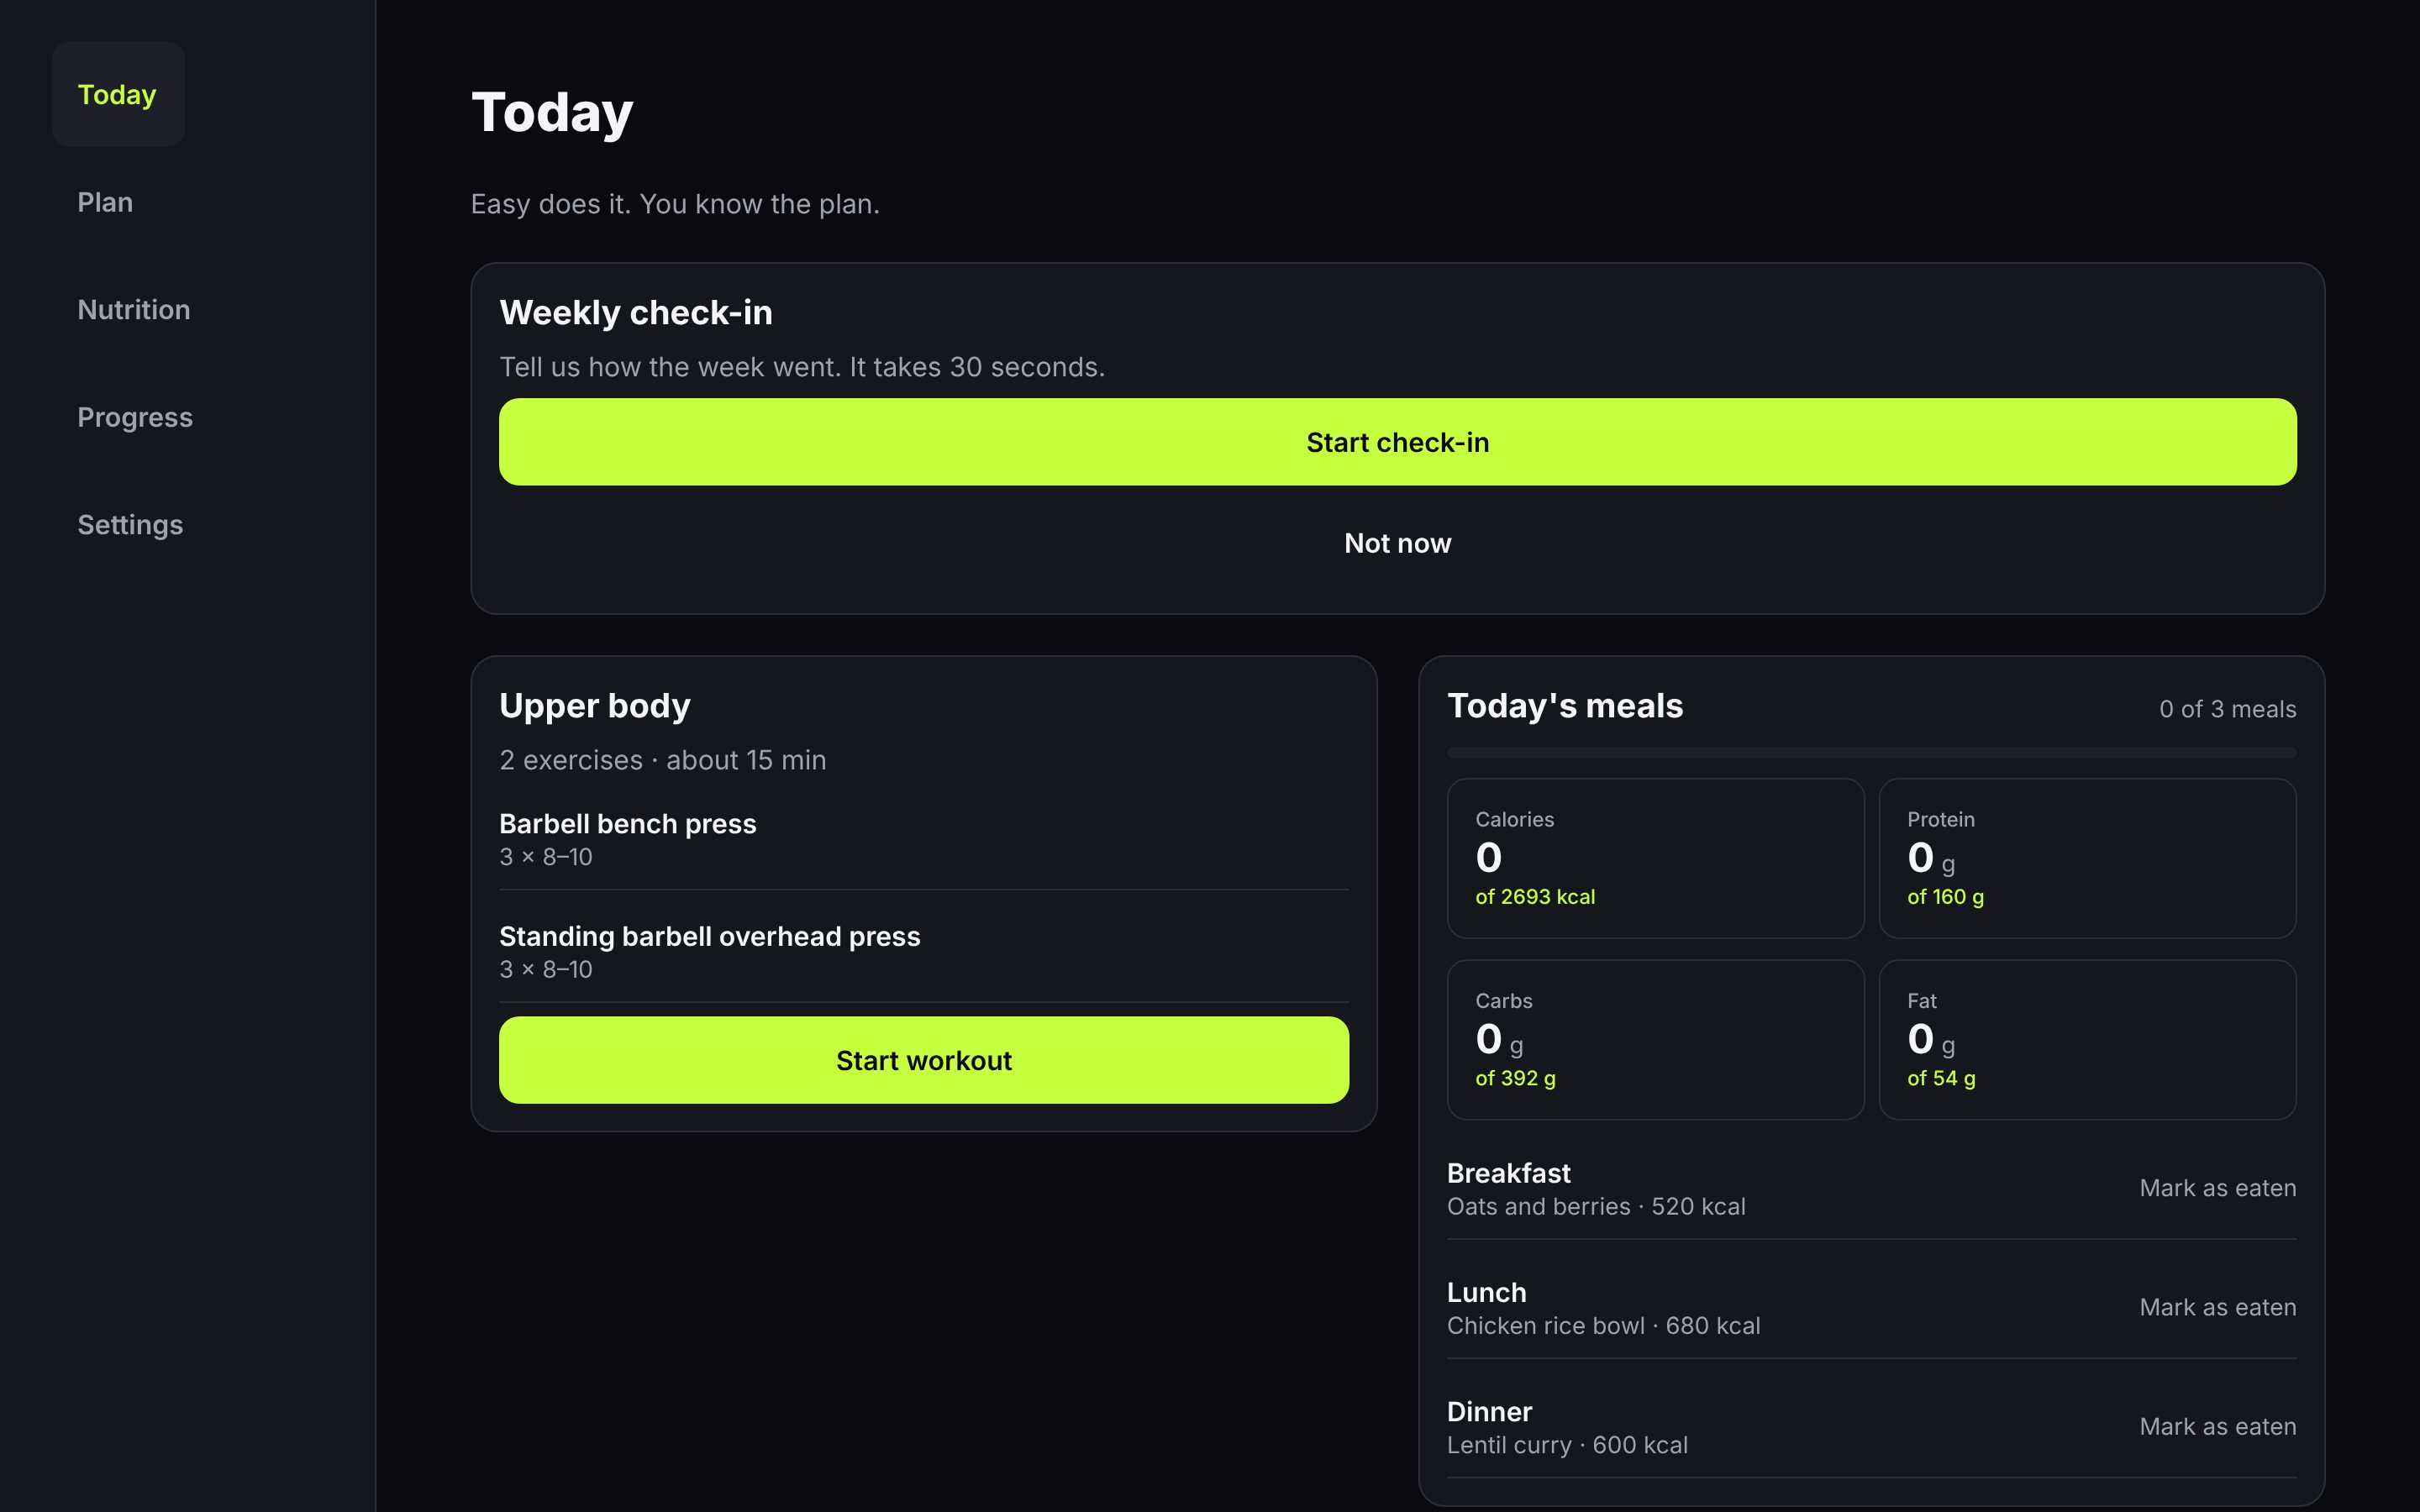 Today
Plan
Nutrition
Progress
Settings
Today
Easy does it. You know the plan.
Weekly check-in
Tell us how the week went. It takes 30 seconds.
Start check-in
Not now
Upper body
2 exercises · about 15 min
Barbell bench press
3 × 8–10
Standing barbell overhead press
3 × 8–10
Start workout
Today's meals
0 of 3 meals
Calories
0
of 2693 kcal
Protein
0 g
of 160 g
Carbs
0 g
of 392 g
Fat
0 g
of 54 g
Breakfast
Oats and berries · 520 kcal
Mark as eaten
Lunch
Chicken rice bowl · 680 kcal
Mark as eaten
Dinner
Lentil curry · 600 kcal
Mark as eaten